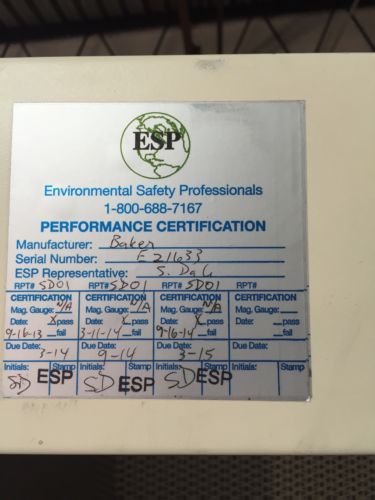 ESP
Environmental Safety Professionals
1-800-688-7167
PERFORMANCE CERTIFICATION
Manufacturer: Baker
Serial Number: E21633
ESP Representative: S. DaG
RPT# SD01 RPT# SD01 RPT# SD01 RPT#
CERTIFICATION CERTIFICATION CERTIFICATION CERTIFICATION
Mag. Gauge: N/A Mag. Gauge: N/A Mag. Gauge: N/A Mag. Gauge:
Date: X pass Date: X pass Date: X pass Date: pass
9-16-13 fail 3-11-14 fail 9-16-14 fail fail
Due Date: Due Date: Due Date: Due Date:
3-14 9-14 3-15
Initials: Stamp Initials: Stamp Initials: Stamp Initials: Stamp
SD ESP SD ESP SD ESP